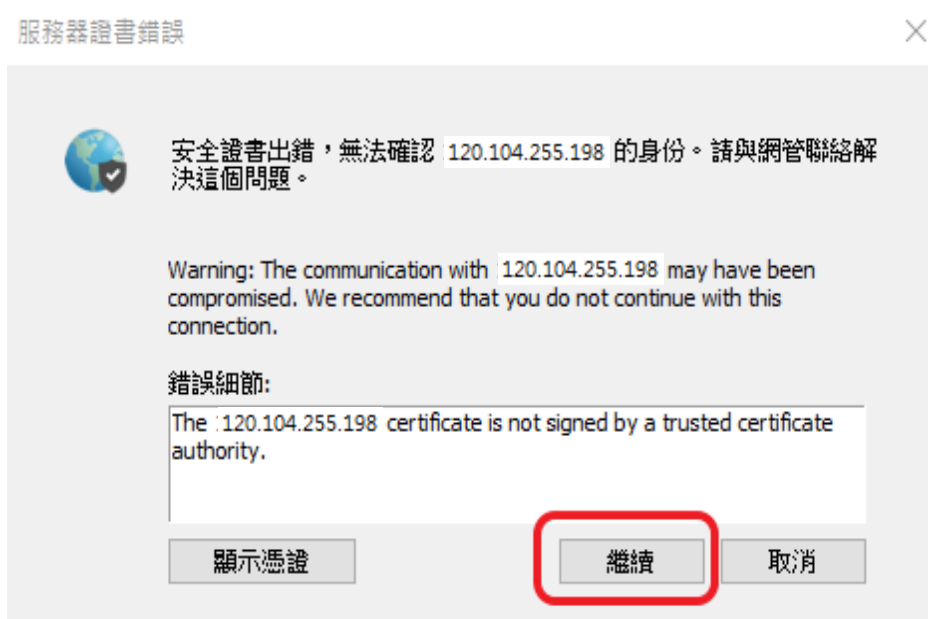 服務器證書錯誤
安全證書出錯，無法確認 120.104.255.198 的身份。請與網管聯絡解
決這個問題。
Warning: The communication with 120.104.255.198 may have been
compromised. We recommend that you do not continue with this
connection.
錯誤細節:
The 120.104.255.198 certificate is not signed by a trusted certificate
authority.
顯示憑證 繼續 取消